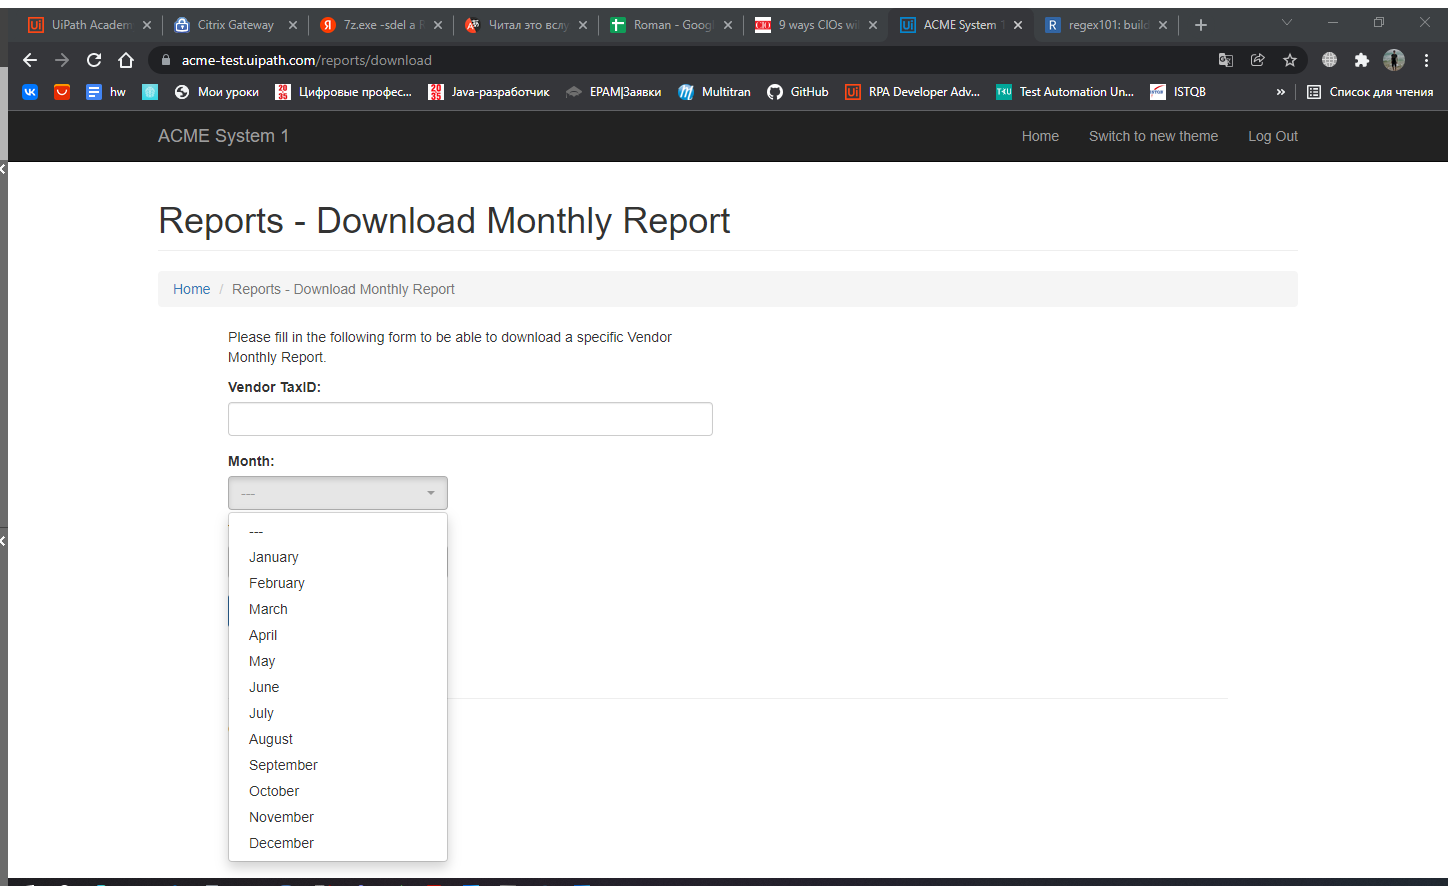 UiPath Academ
Citrix Gateway
7z.exe -sdel a
Читал это вслу
Roman - Goog
9 ways CIOs wi
ACME System 1
regex101: build
acme-test.uipath.com/reports/download
hw
Мои уроки
Цифровые профес...
Java-разработчик
EPAM|Заявки
Multitran
GitHub
RPA Developer Adv...
Test Automation Un...
ISTQB
»
Список для чтения
ACME System 1
Home
Switch to new theme
Log Out
Reports - Download Monthly Report
Home / Reports - Download Monthly Report
Please fill in the following form to be able to download a specific Vendor
Monthly Report.
Vendor TaxID:
Month:
---
---
January
February
March
April
May
June
July
August
September
October
November
December